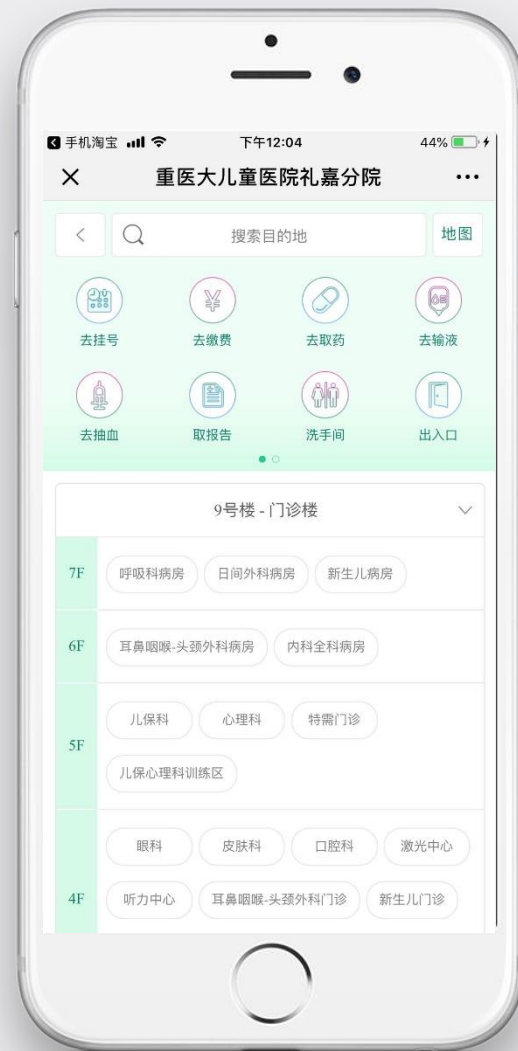 手机淘宝 下午12:04 44%
重医大儿童医院礼嘉分院
搜索目的地 地图
去挂号 去缴费 去取药 去输液
去抽血 取报告 洗手间 出入口
9号楼 - 门诊楼
7F 呼吸科病房 日间外科病房 新生儿病房
6F 耳鼻咽喉-头颈外科病房 内科全科病房
5F 儿保科 心理科 特需门诊
儿保心理科训练区
眼科 皮肤科 口腔科 激光中心
4F 听力中心 耳鼻咽喉-头颈外科门诊 新生儿门诊